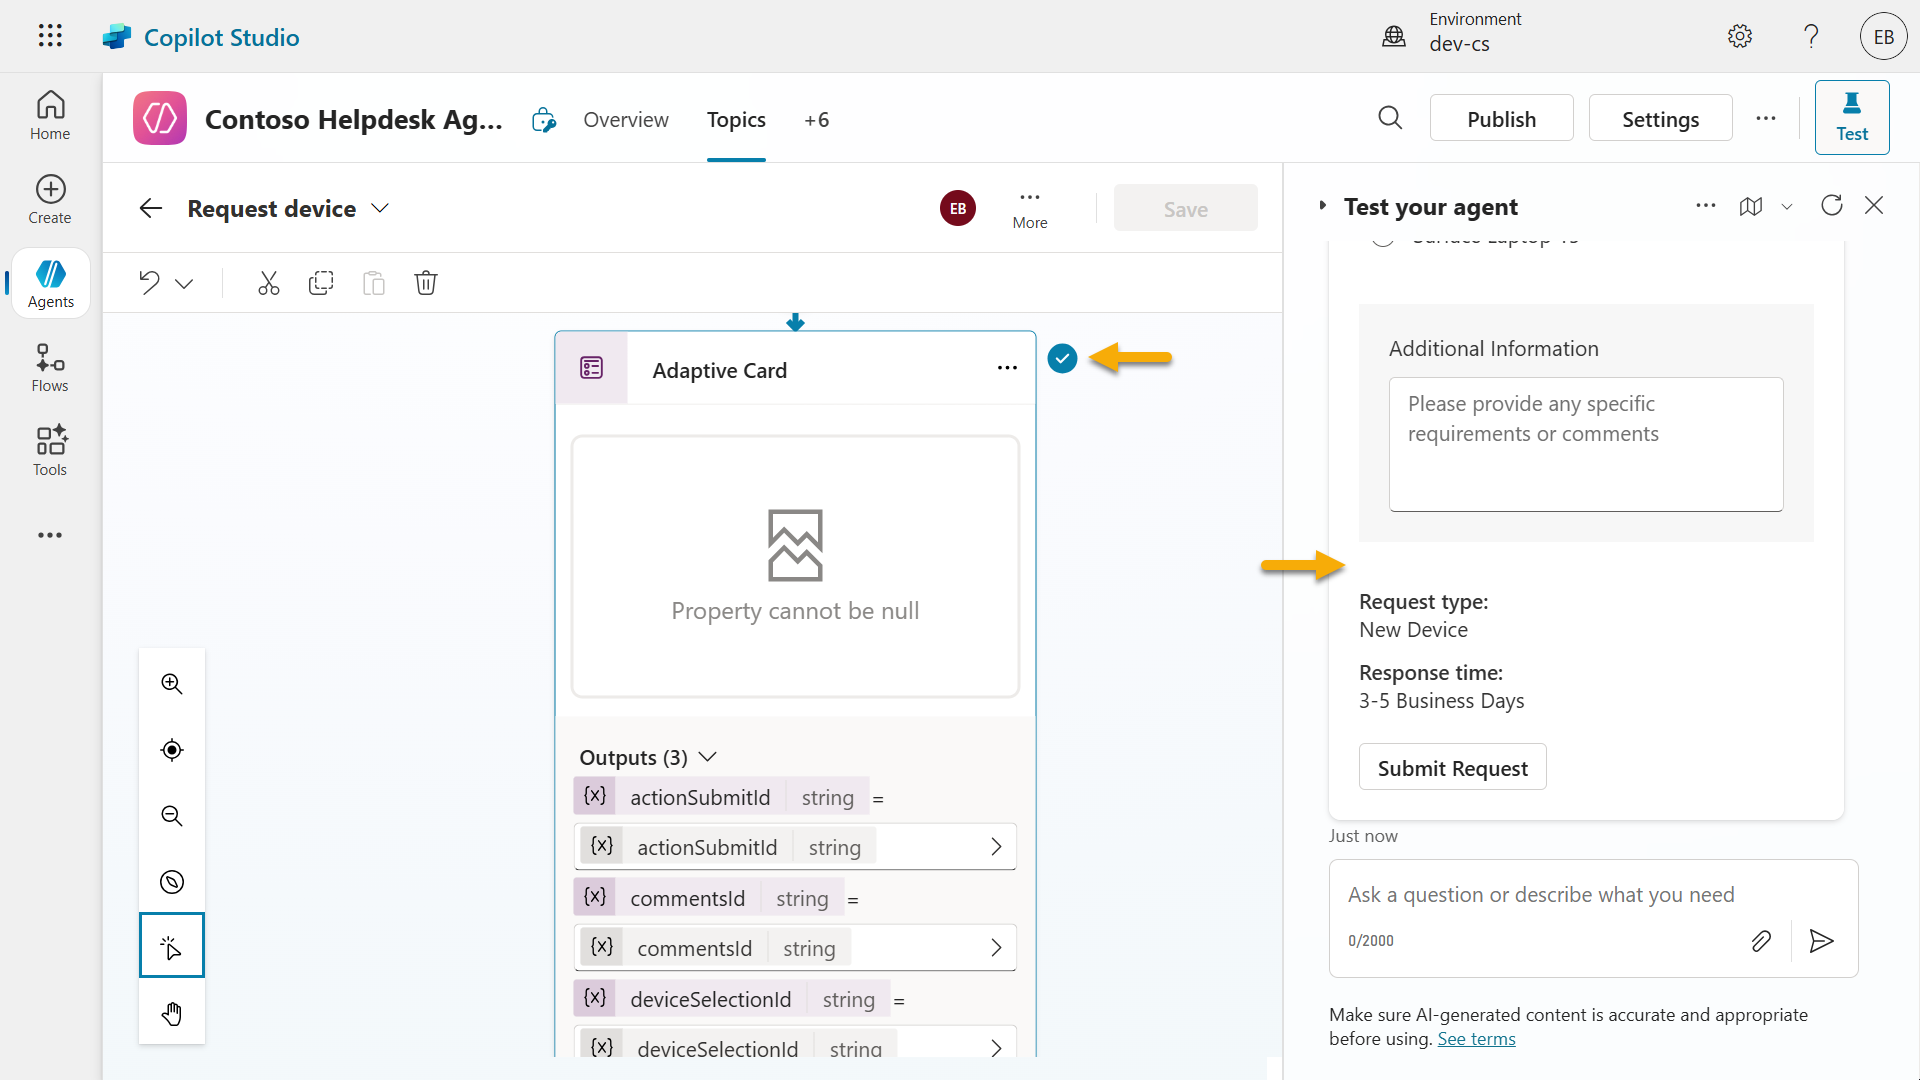 Copilot Studio
Environment
dev-cs
EB
Home
Create
Agents
Flows
Tools
Contoso Helpdesk Ag...
Overview
Topics
+6
Publish
Settings
Test
Request device
EB
More
Save
Adaptive Card
Property cannot be null
Outputs (3)
{x} actionSubmitId string =
{x} actionSubmitId string
{x} commentsId string =
{x} commentsId string
{x} deviceSelectionId string =
{x} deviceSelectionId string
Test your agent
Surface Laptop 15
Additional Information
Please provide any specific
requirements or comments
Request type:
New Device
Response time:
3-5 Business Days
Submit Request
Just now
Ask a question or describe what you need
0/2000
Make sure AI-generated content is accurate and appropriate
before using. See terms